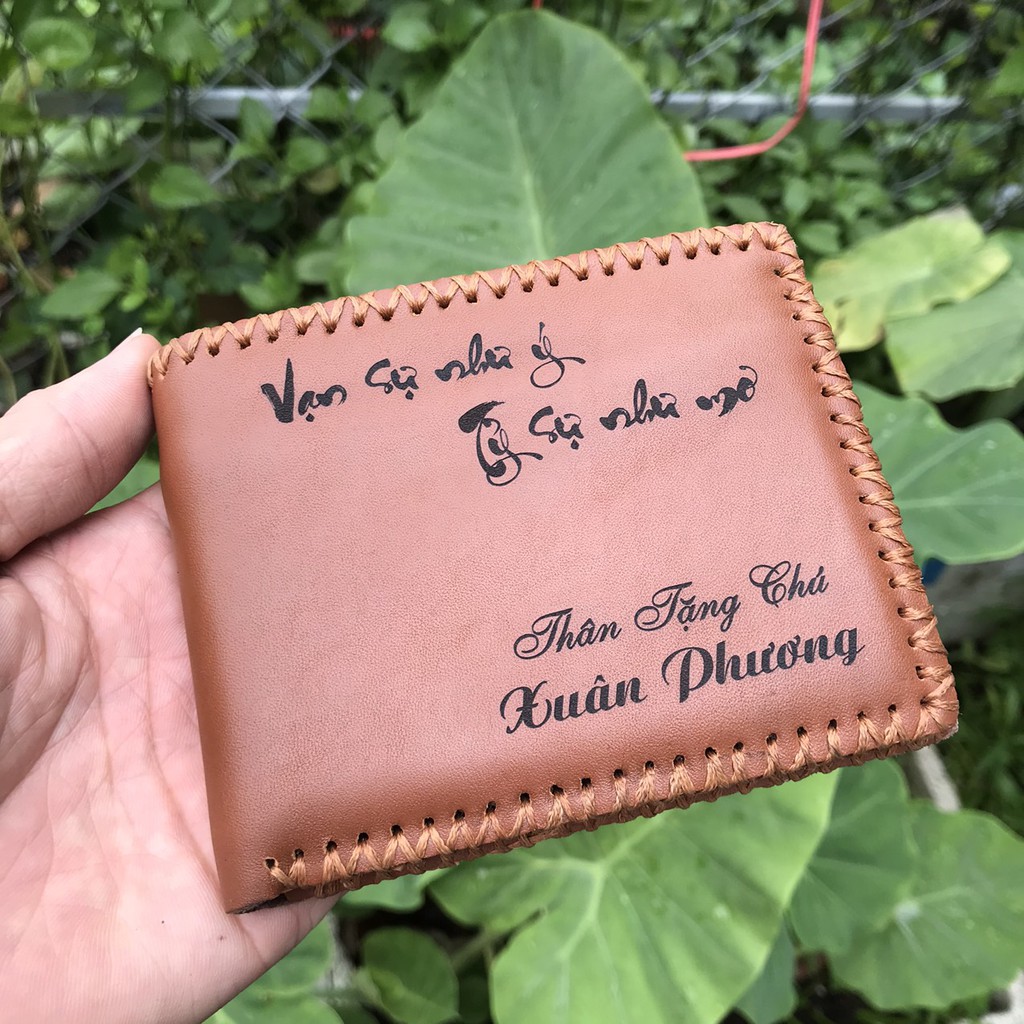 Vạn sự như ý
Tỷ sự như mơ
Thân Tặng Chú
Xuân Phương